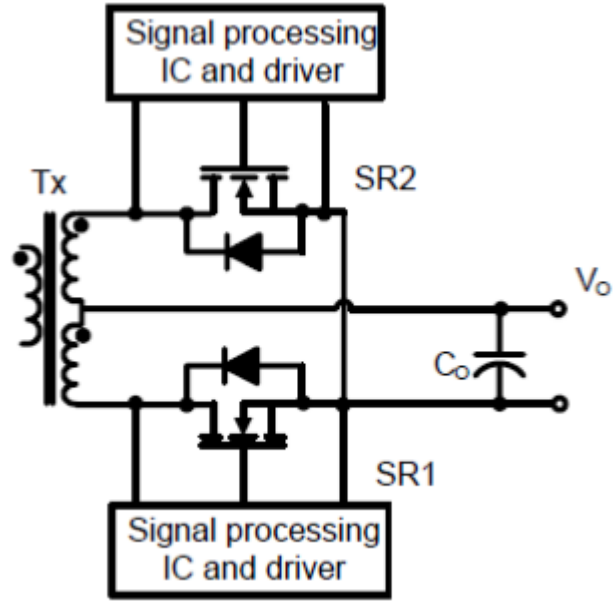 Signal processing
IC and driver
Tx
SR2
Vo
Co
SR1
Signal processing
IC and driver